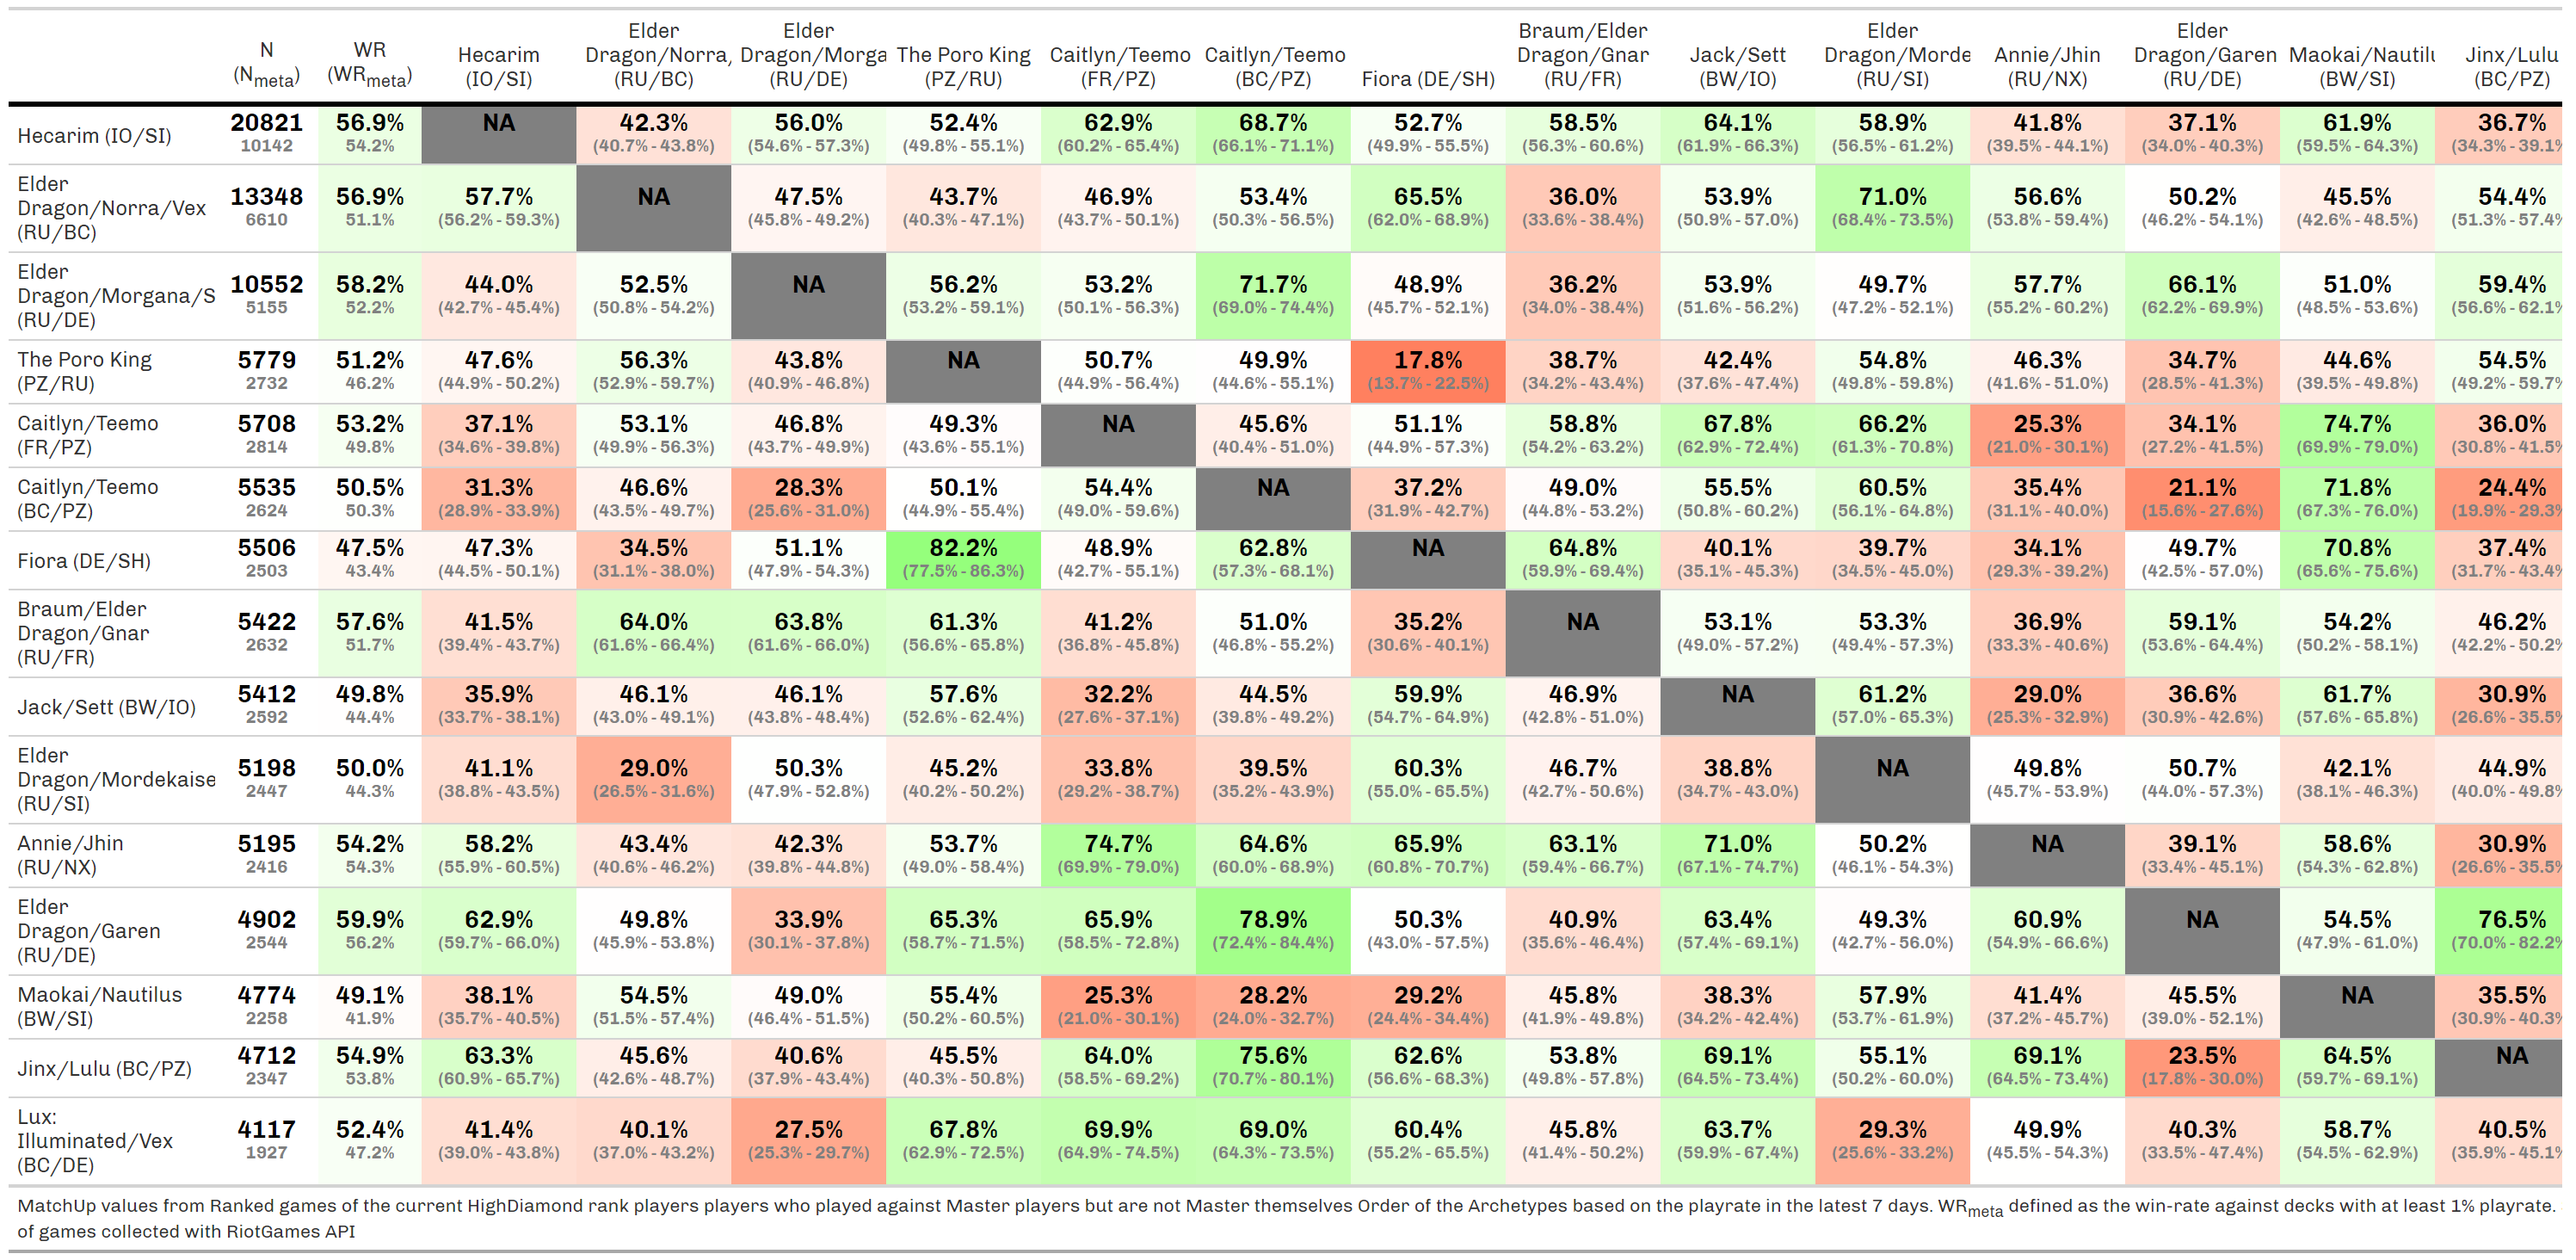 Elder Elder Braum/Elder Elder Elder
N WR Hecarim Dragon/Norra, Dragon/Morga The Poro King Caitlyn/Teemo Caitlyn/Teemo Dragon/Gnar Jack/Sett Dragon/Morde Annie/Jhin Dragon/Garen Maokai/Nautilu Jinx/Lulu
(Nmeta) (WRmeta) (IO/SI) (RU/BC) (RU/DE) (PZ/RU) (FR/PZ) (BC/PZ) Fiora (DE/SH) (RU/FR) (BW/IO) (RU/SI) (RU/NX) (RU/DE) (BW/SI) (BC/PZ)
Hecarim (IO/SI) 20821 56.9% NA 42.3% 56.0% 52.4% 62.9% 68.7% 52.7% 58.5% 64.1% 58.9% 41.8% 37.1% 61.9% 36.7%
10142 54.2% (40.7% - 43.8%) (54.6% - 57.3%) (49.8% - 55.1%) (60.2% - 65.4%) (66.1% - 71.1%) (49.9% - 55.5%) (56.3% - 60.6%) (61.9% - 66.3%) (56.5% - 61.2%) (39.5% - 44.1%) (34.0% - 40.3%) (59.5% - 64.3%) (34.3% - 39.1%
Elder
Dragon/Norra/Vex
(RU/BC)
13348 56.9% 57.7% NA 47.5% 43.7% 46.9% 53.4% 65.5% 36.0% 53.9% 71.0% 56.6% 50.2% 45.5% 54.4%
6610 51.1% (56.2% - 59.3%) (45.8% - 49.2%) (40.3% - 47.1%) (43.7% - 50.1%) (50.3% - 56.5%) (62.0% - 68.9%) (33.6% - 38.4%) (50.9% - 57.0%) (68.4% - 73.5%) (53.8% - 59.4%) (46.2% - 54.1%) (42.6% - 48.5%) (51.3% - 57.4%
Elder
Dragon/Morgana/S
(RU/DE)
10552 58.2% 44.0% 52.5% NA 56.2% 53.2% 71.7% 48.9% 36.2% 53.9% 49.7% 57.7% 66.1% 51.0% 59.4%
5155 52.2% (42.7% - 45.4%) (50.8% - 54.2%) (53.2% - 59.1%) (50.1% - 56.3%) (69.0% - 74.4%) (45.7% - 52.1%) (34.0% - 38.4%) (51.6% - 56.2%) (47.2% - 52.1%) (55.2% - 60.2%) (62.2% - 69.9%) (48.5% - 53.6%) (56.6% - 62.1%
The Poro King 5779 51.2% 47.6% 56.3% 43.8% NA 50.7% 49.9% 17.8% 38.7% 42.4% 54.8% 46.3% 34.7% 44.6% 54.5%
(PZ/RU) 2732 46.2% (44.9% - 50.2%) (52.9% - 59.7%) (40.9% - 46.8%) (44.9% - 56.4%) (44.6% - 55.1%) (13.7% - 22.5%) (34.2% - 43.4%) (37.6% - 47.4%) (49.8% - 59.8%) (41.6% - 51.0%) (28.5% - 41.3%) (39.5% - 49.8%) (49.2% - 59.7%
Caitlyn/Teemo 5708 53.2% 37.1% 53.1% 46.8% 49.3% NA 45.6% 51.1% 58.8% 67.8% 66.2% 25.3% 34.1% 74.7% 36.0%
(FR/PZ) 2814 49.8% (34.6% - 39.8%) (49.9% - 56.3%) (43.7% - 49.9%) (43.6% - 55.1%) (40.4% - 51.0%) (44.9% - 57.3%) (54.2% - 63.2%) (62.9% - 72.4%) (61.3% - 70.8%) (21.0% - 30.1%) (27.2% - 41.5%) (69.9% - 79.0%) (30.8% - 41.5%
Caitlyn/Teemo 5535 50.5% 31.3% 46.6% 28.3% 50.1% 54.4% NA 37.2% 49.0% 55.5% 60.5% 35.4% 21.1% 71.8% 24.4%
(BC/PZ) 2624 50.3% (28.9% - 33.9%) (43.5% - 49.7%) (25.6% - 31.0%) (44.9% - 55.4%) (49.0% - 59.6%) (31.9% - 42.7%) (44.8% - 53.2%) (50.8% - 60.2%) (56.1% - 64.8%) (31.1% - 40.0%) (15.6% - 27.6%) (67.3% - 76.0%) (19.9% - 29.3%
Fiora (DE/SH) 5506 47.5% 47.3% 34.5% 51.1% 82.2% 48.9% 62.8% NA 64.8% 40.1% 39.7% 34.1% 49.7% 70.8% 37.4%
2503 43.4% (44.5% - 50.1%) (31.1% - 38.0%) (47.9% - 54.3%) (77.5% - 86.3%) (42.7% - 55.1%) (57.3% - 68.1%) (59.9% - 69.4%) (35.1% - 45.3%) (34.5% - 45.0%) (29.3% - 39.2%) (42.5% - 57.0%) (65.6% - 75.6%) (31.7% - 43.4%
Braum/Elder
Dragon/Gnar
(RU/FR)
5422 57.6% 41.5% 64.0% 63.8% 61.3% 41.2% 51.0% 35.2% NA 53.1% 53.3% 36.9% 59.1% 54.2% 46.2%
2632 51.7% (39.4% - 43.7%) (61.6% - 66.4%) (61.6% - 66.0%) (56.6% - 65.8%) (36.8% - 45.8%) (46.8% - 55.2%) (30.6% - 40.1%) (49.0% - 57.2%) (49.4% - 57.3%) (33.3% - 40.6%) (53.6% - 64.4%) (50.2% - 58.1%) (42.2% - 50.2%
Jack/Sett (BW/IO) 5412 49.8% 35.9% 46.1% 46.1% 57.6% 32.2% 44.5% 59.9% 46.9% NA 61.2% 29.0% 36.6% 61.7% 30.9%
2592 44.4% (33.7% - 38.1%) (43.0% - 49.1%) (43.8% - 48.4%) (52.6% - 62.4%) (27.6% - 37.1%) (39.8% - 49.2%) (54.7% - 64.9%) (42.8% - 51.0%) (57.0% - 65.3%) (25.3% - 32.9%) (30.9% - 42.6%) (57.6% - 65.8%) (26.6% - 35.5%
Elder
Dragon/Mordekaise
(RU/SI)
5198 50.0% 41.1% 29.0% 50.3% 45.2% 33.8% 39.5% 60.3% 46.7% 38.8% NA 49.8% 50.7% 42.1% 44.9%
2447 44.3% (38.8% - 43.5%) (26.5% - 31.6%) (47.9% - 52.8%) (40.2% - 50.2%) (29.2% - 38.7%) (35.2% - 43.9%) (55.0% - 65.5%) (42.7% - 50.6%) (34.7% - 43.0%) (45.7% - 53.9%) (44.0% - 57.3%) (38.1% - 46.3%) (40.0% - 49.8%
Annie/Jhin 5195 54.2% 58.2% 43.4% 42.3% 53.7% 74.7% 64.6% 65.9% 63.1% 71.0% 50.2% NA 39.1% 58.6% 30.9%
(RU/NX) 2416 54.3% (55.9% - 60.5%) (40.6% - 46.2%) (39.8% - 44.8%) (49.0% - 58.4%) (69.9% - 79.0%) (60.0% - 68.9%) (60.8% - 70.7%) (59.4% - 66.7%) (67.1% - 74.7%) (46.1% - 54.3%) (33.4% - 45.1%) (54.3% - 62.8%) (26.6% - 35.5%
Elder
Dragon/Garen
(RU/DE)
4902 59.9% 62.9% 49.8% 33.9% 65.3% 65.9% 78.9% 50.3% 40.9% 63.4% 49.3% 60.9% NA 54.5% 76.5%
2544 56.2% (59.7% - 66.0%) (45.9% - 53.8%) (30.1% - 37.8%) (58.7% - 71.5%) (58.5% - 72.8%) (72.4% - 84.4%) (43.0% - 57.5%) (35.6% - 46.4%) (57.4% - 69.1%) (42.7% - 56.0%) (54.9% - 66.6%) (47.9% - 61.0%) (70.0% - 82.2%
Maokai/Nautilus 4774 49.1% 38.1% 54.5% 49.0% 55.4% 25.3% 28.2% 29.2% 45.8% 38.3% 57.9% 41.4% 45.5% NA 35.5%
(BW/SI) 2258 41.9% (35.7% - 40.5%) (51.5% - 57.4%) (46.4% - 51.5%) (50.2% - 60.5%) (21.0% - 30.1%) (24.0% - 32.7%) (24.4% - 34.4%) (41.9% - 49.8%) (34.2% - 42.4%) (53.7% - 61.9%) (37.2% - 45.7%) (39.0% - 52.1%) (30.9% - 40.3%
Jinx/Lulu (BC/PZ) 4712 54.9% 63.3% 45.6% 40.6% 45.5% 64.0% 75.6% 62.6% 53.8% 69.1% 55.1% 69.1% 23.5% 64.5% NA
2347 53.8% (60.9% - 65.7%) (42.6% - 48.7%) (37.9% - 43.4%) (40.3% - 50.8%) (58.5% - 69.2%) (70.7% - 80.1%) (56.6% - 68.3%) (49.8% - 57.8%) (64.5% - 73.4%) (50.2% - 60.0%) (64.5% - 73.4%) (17.8% - 30.0%) (59.7% - 69.1%)
Lux:
Illuminated/Vex
(BC/DE)
4117 52.4% 41.4% 40.1% 27.5% 67.8% 69.9% 69.0% 60.4% 45.8% 63.7% 29.3% 49.9% 40.3% 58.7% 40.5%
1927 47.2% (39.0% - 43.8%) (37.0% - 43.2%) (25.3% - 29.7%) (62.9% - 72.5%) (64.9% - 74.5%) (64.3% - 73.5%) (55.2% - 65.5%) (41.4% - 50.2%) (59.9% - 67.4%) (25.6% - 33.2%) (45.5% - 54.3%) (33.5% - 47.4%) (54.5% - 62.9%) (35.9% - 45.1%
MatchUp values from Ranked games of the current HighDiamond rank players players who played against Master players but are not Master themselves Order of the Archetypes based on the playrate in the latest 7 days. WRmeta defined as the win-rate against decks with at least 1% playrate.
of games collected with RiotGames API